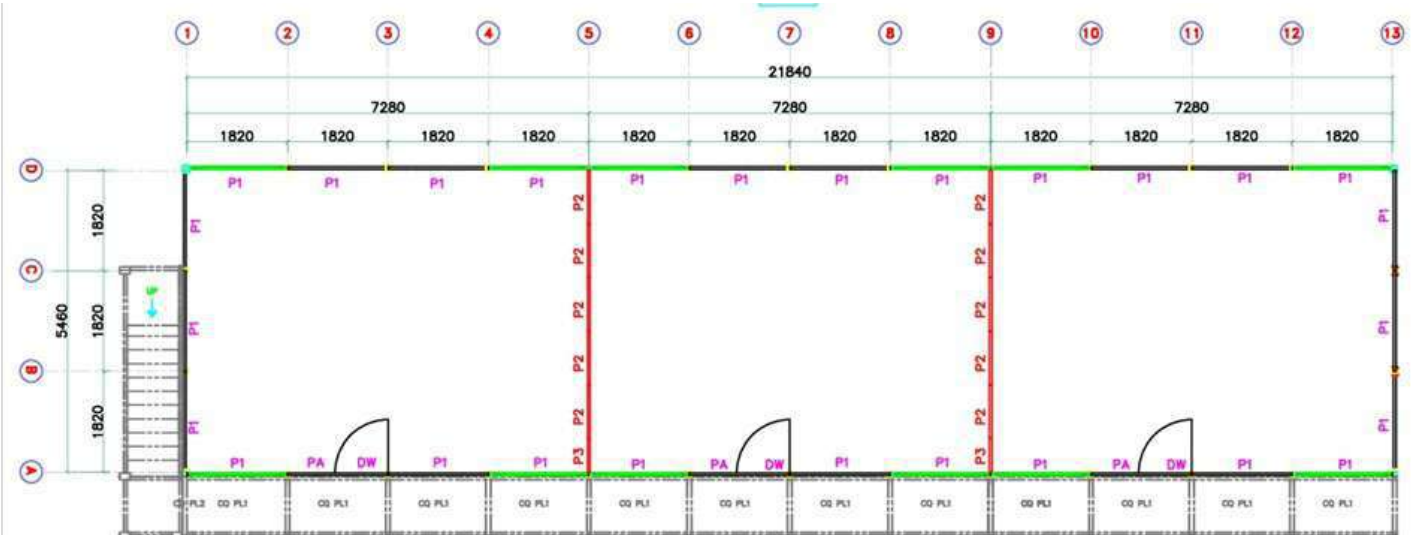 1 2 3 4 5 6 7 8 9 10 11 12 13
21840
7280 7280 7280
1820 1820 1820 1820 1820 1820 1820 1820 1820 1820 1820 1820
D
P1 P1 P1 P1 P1 P1 P1 P1 P1 P1 P1 P1
P1 P2 P2 P1
1820
P2 P2
C
UP
5460 1820
P1 P2 P2 P1
P2 P2
B
1820
P1 P2 P2 P1
P3 P3
A
P1 PA DW P1 P1 P1 PA DW P1 P1 P1 PA DW P1 P1
PL2 CQ PL1 CQ PL1 CQ PL1 CQ PL1 CQ PL1 CQ PL1 CQ PL1 CQ PL1 CQ PL1 CQ PL1 CQ PL1 CQ PL1